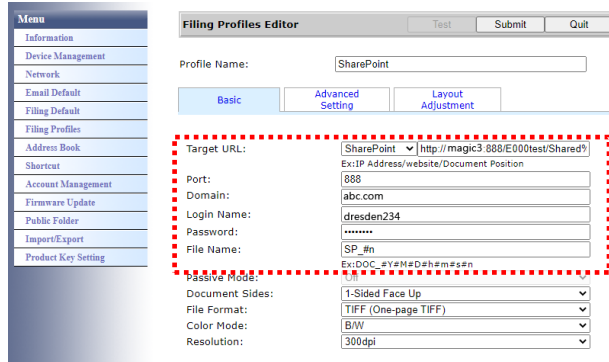 Menu
Information
Device Management
Network
Email Default
Filing Default
Filing Profiles
Address Book
Shortcut
Account Management
Firmware Update
Public Folder
Import/Export
Product Key Setting
Filing Profiles Editor Test Submit Quit
Profile Name: SharePoint
Basic
Advanced Setting
Layout Adjustment
Target URL: SharePoint http://magic3:888/E000test/Shared%
Ex:IP Address/website/Document Position
Port: 888
Domain: abc.com
Login Name: dresden234
Password: ••••••••
File Name: SP_#n
Ex:DOC_#Y#M#D#h#m#s#n
Passive Mode: Off
Document Sides: 1-Sided Face Up
File Format: TIFF (One-page TIFF)
Color Mode: B/W
Resolution: 300dpi